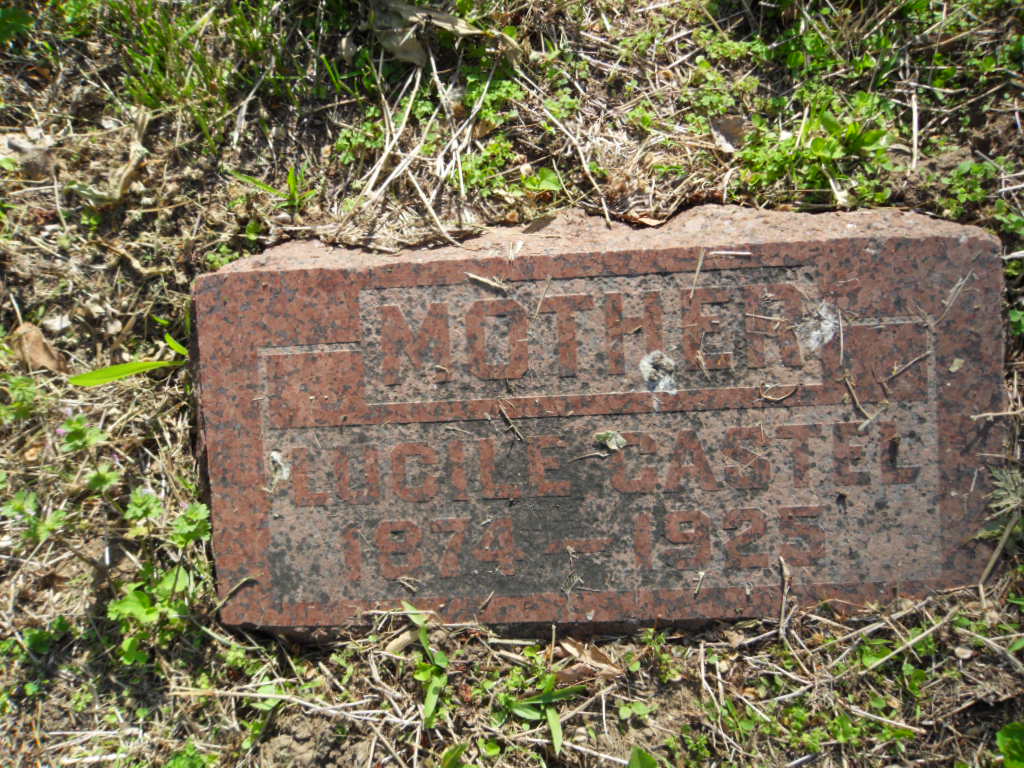 MOTHER
LUCILE CASTEL
1874 - 1925